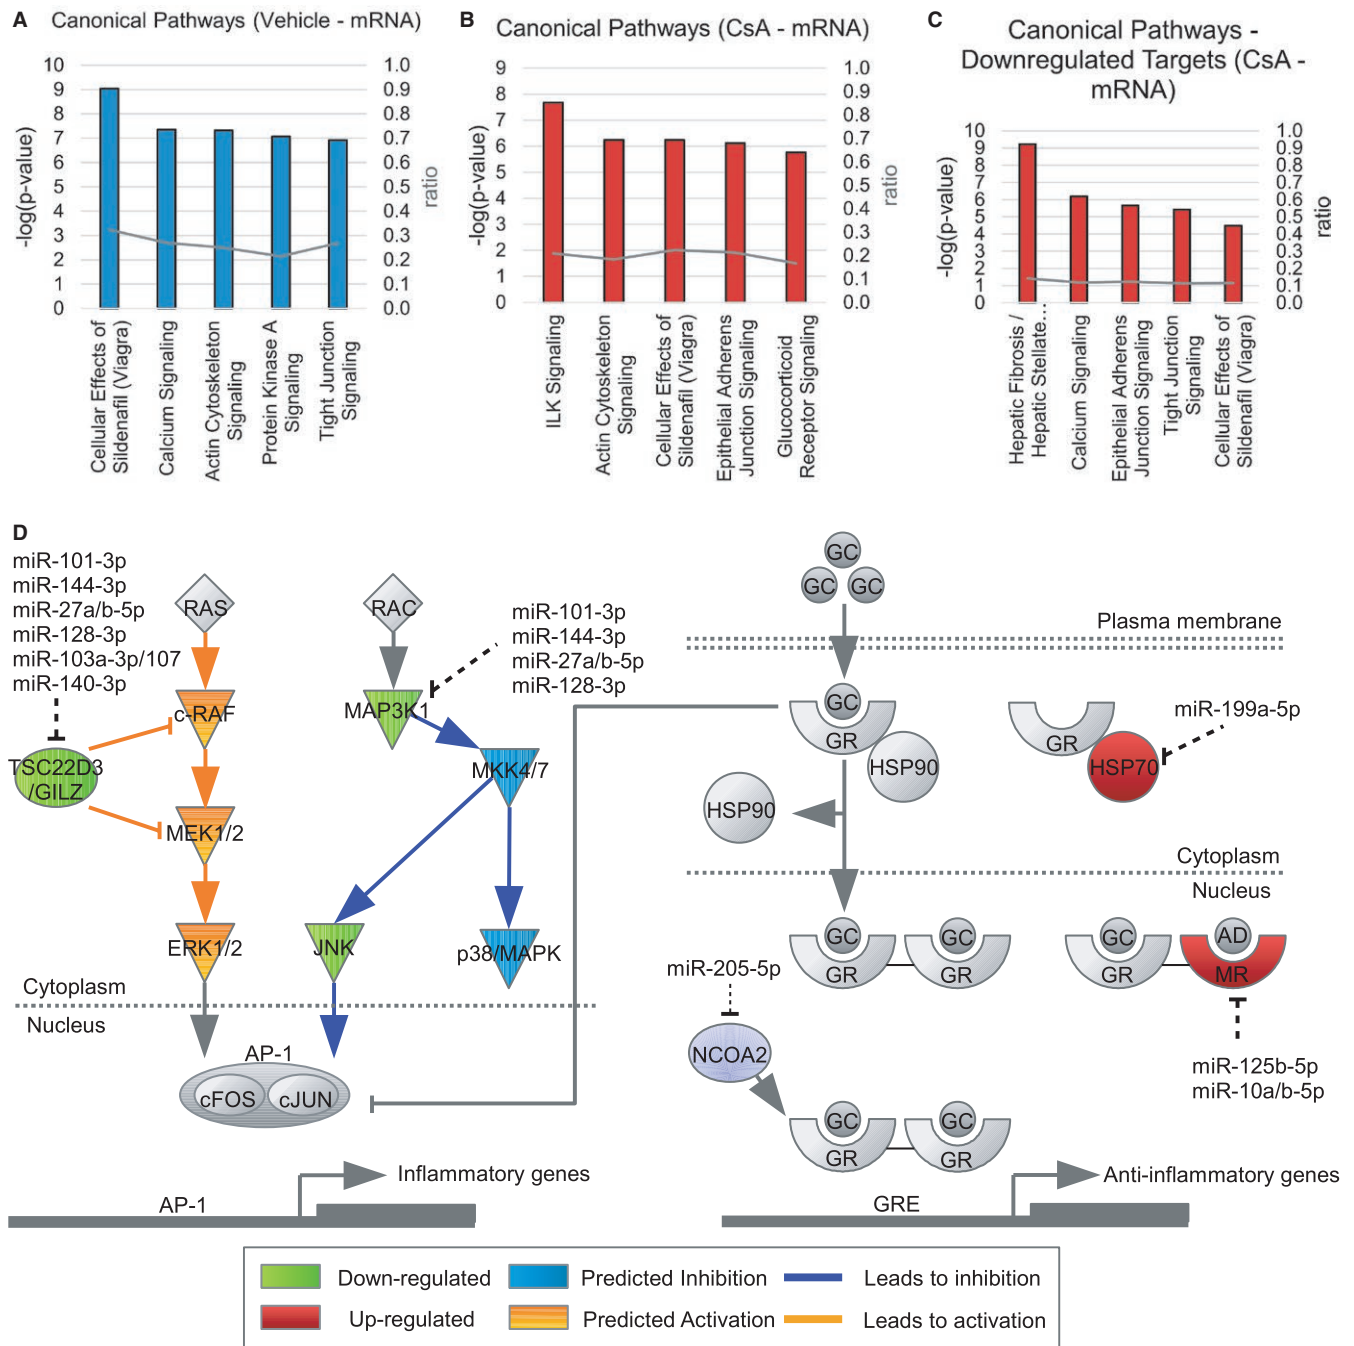 A
Canonical Pathways (Vehicle - mRNA)
10
9
8
7
6
5
4
3
2
1
0
-log(p-value)
1.0
0.9
0.8
0.7
0.6
0.5
0.4
0.3
0.2
0.1
0.0
ratio
Cellular Effects of
Sildenafil (Viagra)
Calcium Signaling
Actin Cytoskeleton
Signaling
Protein Kinase A
Signaling
Tight Junction
Signaling
B
Canonical Pathways (CsA - mRNA)
9
8
7
6
5
4
3
2
1
0
-log(p-value)
1.0
0.9
0.8
0.7
0.6
0.5
0.4
0.3
0.2
0.1
0.0
ratio
ILK Signaling
Actin Cytoskeleton
Signaling
Cellular Effects of
Sildenafil (Viagra)
Epithelial Adherens
Junction Signaling
Glucocorticoid
Receptor Signaling
C
Canonical Pathways -
Downregulated Targets (CsA -
mRNA)
10
9
8
7
6
5
4
3
2
1
0
-log(p-value)
1.0
0.9
0.8
0.7
0.6
0.5
0.4
0.3
0.2
0.1
0.0
ratio
Hepatic Fibrosis /
Hepatic Stellate...
Calcium Signaling
Epithelial Adherens
Junction Signaling
Tight Junction
Signaling
Cellular Effects of
Sildenafil (Viagra)
D
miR-101-3p
miR-144-3p
miR-27a/b-5p
miR-128-3p
miR-103a-3p/107
miR-140-3p
RAS
RAC
miR-101-3p
miR-144-3p
miR-27a/b-5p
miR-128-3p
c-RAF
MAP3K1
TSC22D3
/GILZ
MKK4/7
MEK1/2
ERK1/2
JNK
p38/MAPK
Cytoplasm
Nucleus
AP-1
cFOS
cJUN
Inflammatory genes
AP-1
GC
GC
GC
Plasma membrane
GC
GR
HSP90
HSP90
miR-199a-5p
GR
HSP70
Cytoplasm
Nucleus
GC
GC
GR
GR
GC
AD
GR
MR
miR-205-5p
NCOA2
miR-125b-5p
miR-10a/b-5p
GC
GC
GR
GR
Anti-inflammatory genes
GRE
Down-regulated
Predicted Inhibition
Leads to inhibition
Up-regulated
Predicted Activation
Leads to activation